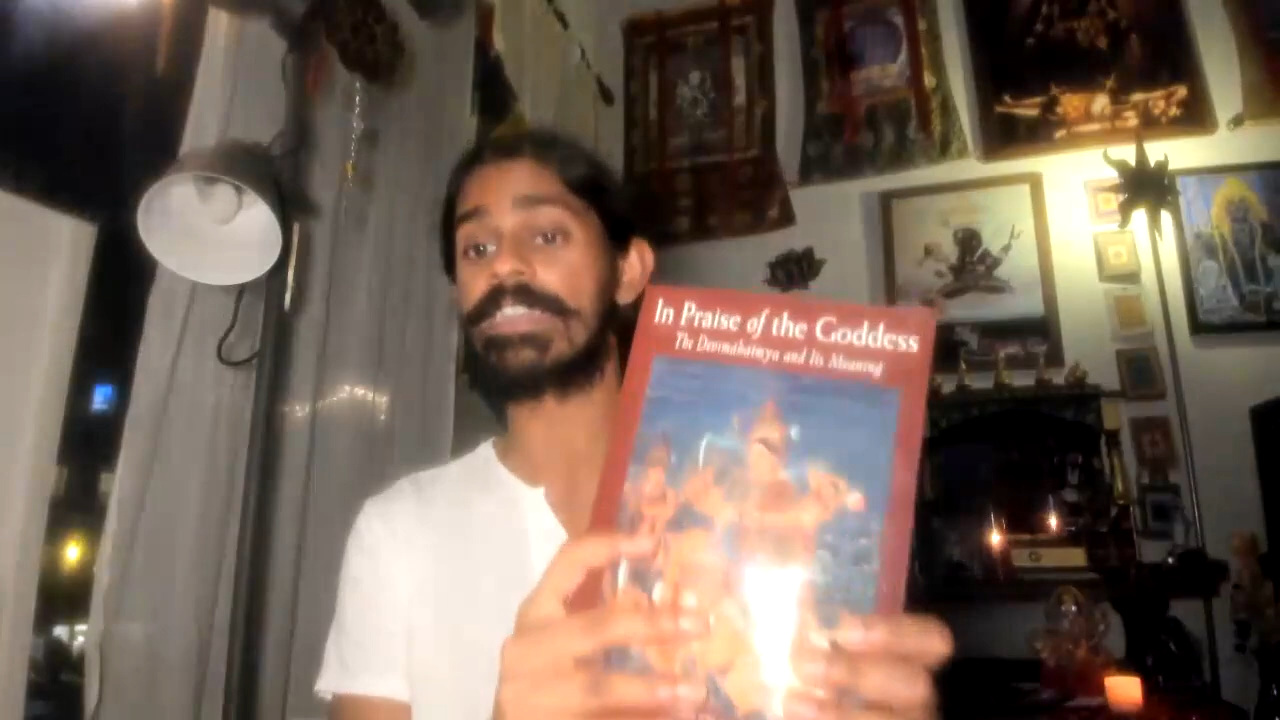 In Praise of the Goddess
The Devimahatmya and Its Meaning